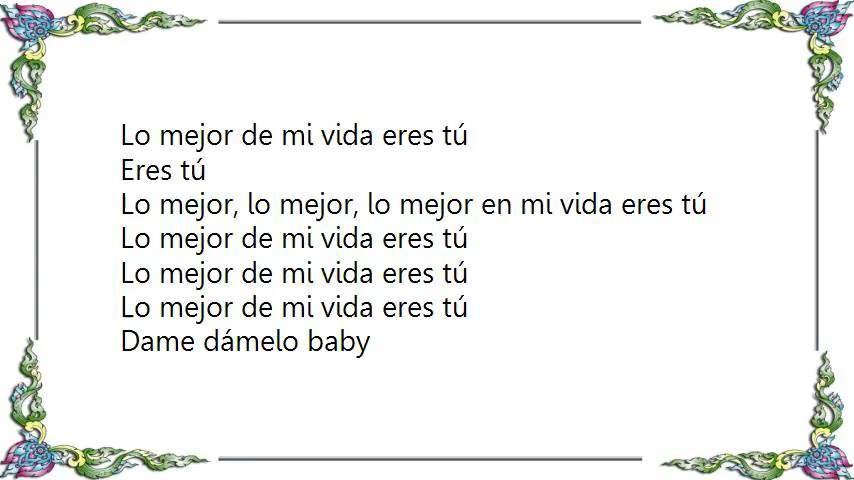 Lo mejor de mi vida eres tú
Eres tú
Lo mejor, lo mejor, lo mejor en mi vida eres tú
Lo mejor de mi vida eres tú
Lo mejor de mi vida eres tú
Lo mejor de mi vida eres tú
Dame dámelo baby